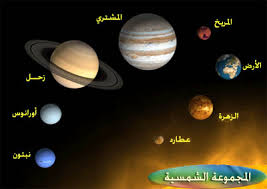 المشتري
المريخ
الأرض
زحل
أورانوس
الزهرة
عطارد
نبتون
المجموعة الشمسية